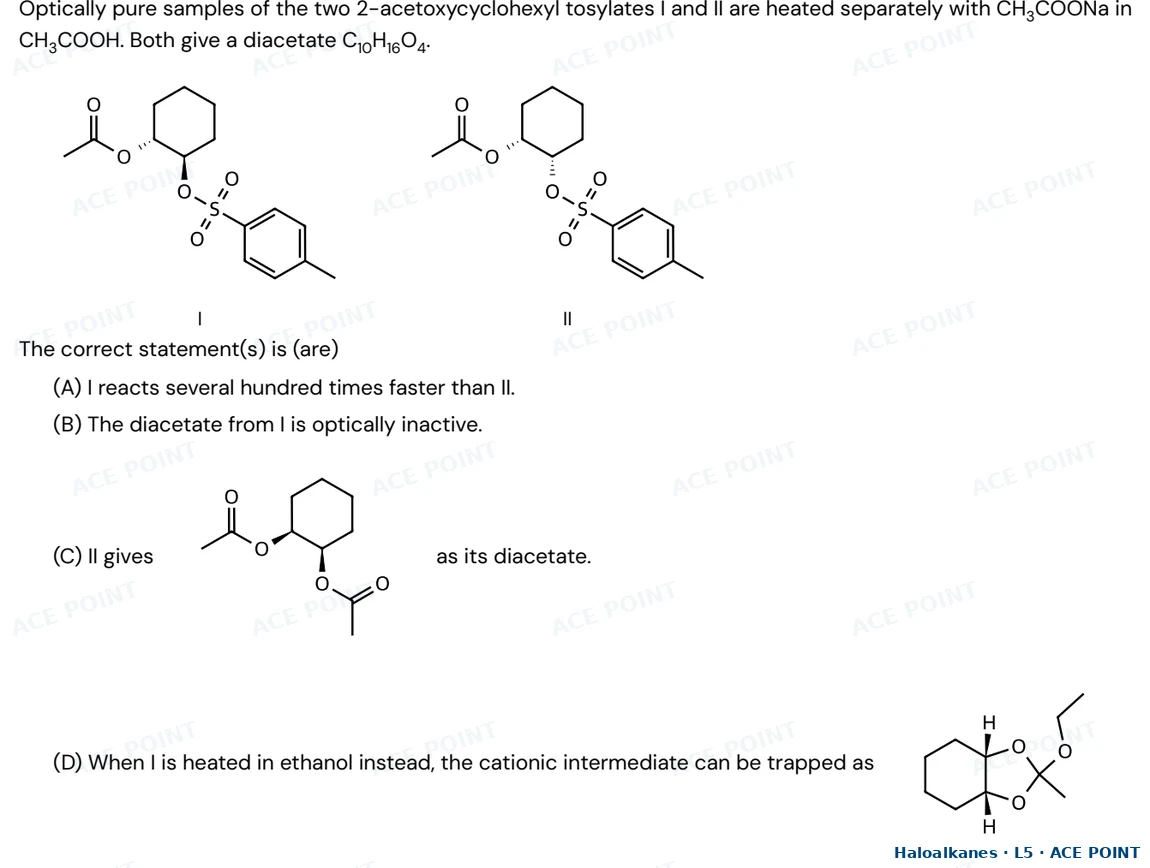 Optically pure samples of the two 2-acetoxycyclohexyl tosylates I and II are heated separately with CH₃COONa in
CH₃COOH. Both give a diacetate C₁₀H₁₆O₄.
O
O
O
O
S
O
O
O
O
O
S
O
I
II
The correct statement(s) is (are)
(A) I reacts several hundred times faster than II.
(B) The diacetate from I is optically inactive.
O
O
O
O
(C) II gives as its diacetate.
H
O
O
O
H
(D) When I is heated in ethanol instead, the cationic intermediate can be trapped as
Haloalkanes · L5 · ACE POINT
ACE POINT